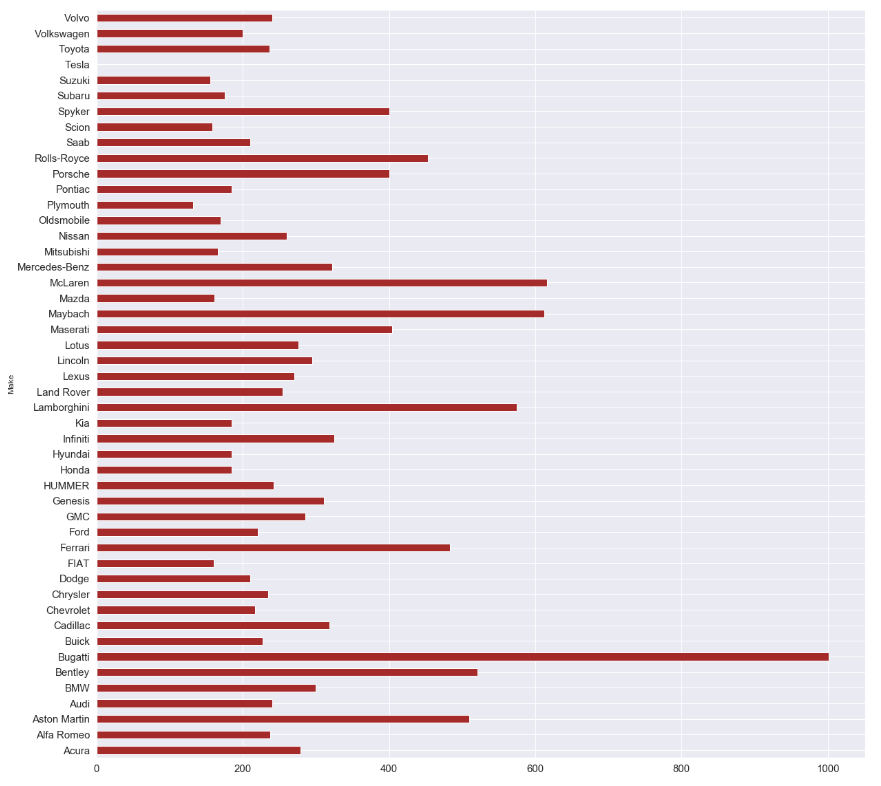 Volvo
Volkswagen
Toyota
Tesla
Suzuki
Subaru
Spyker
Scion
Saab
Rolls-Royce
Porsche
Pontiac
Plymouth
Oldsmobile
Nissan
Mitsubishi
Mercedes-Benz
McLaren
Mazda
Maybach
Maserati
Lotus
Lincoln
Lexus
Land Rover
Lamborghini
Kia
Infiniti
Hyundai
Honda
HUMMER
Genesis
GMC
Ford
Ferrari
FIAT
Dodge
Chrysler
Chevrolet
Cadillac
Buick
Bugatti
Bentley
BMW
Audi
Aston Martin
Alfa Romeo
Acura
Make
0 200 400 600 800 1000